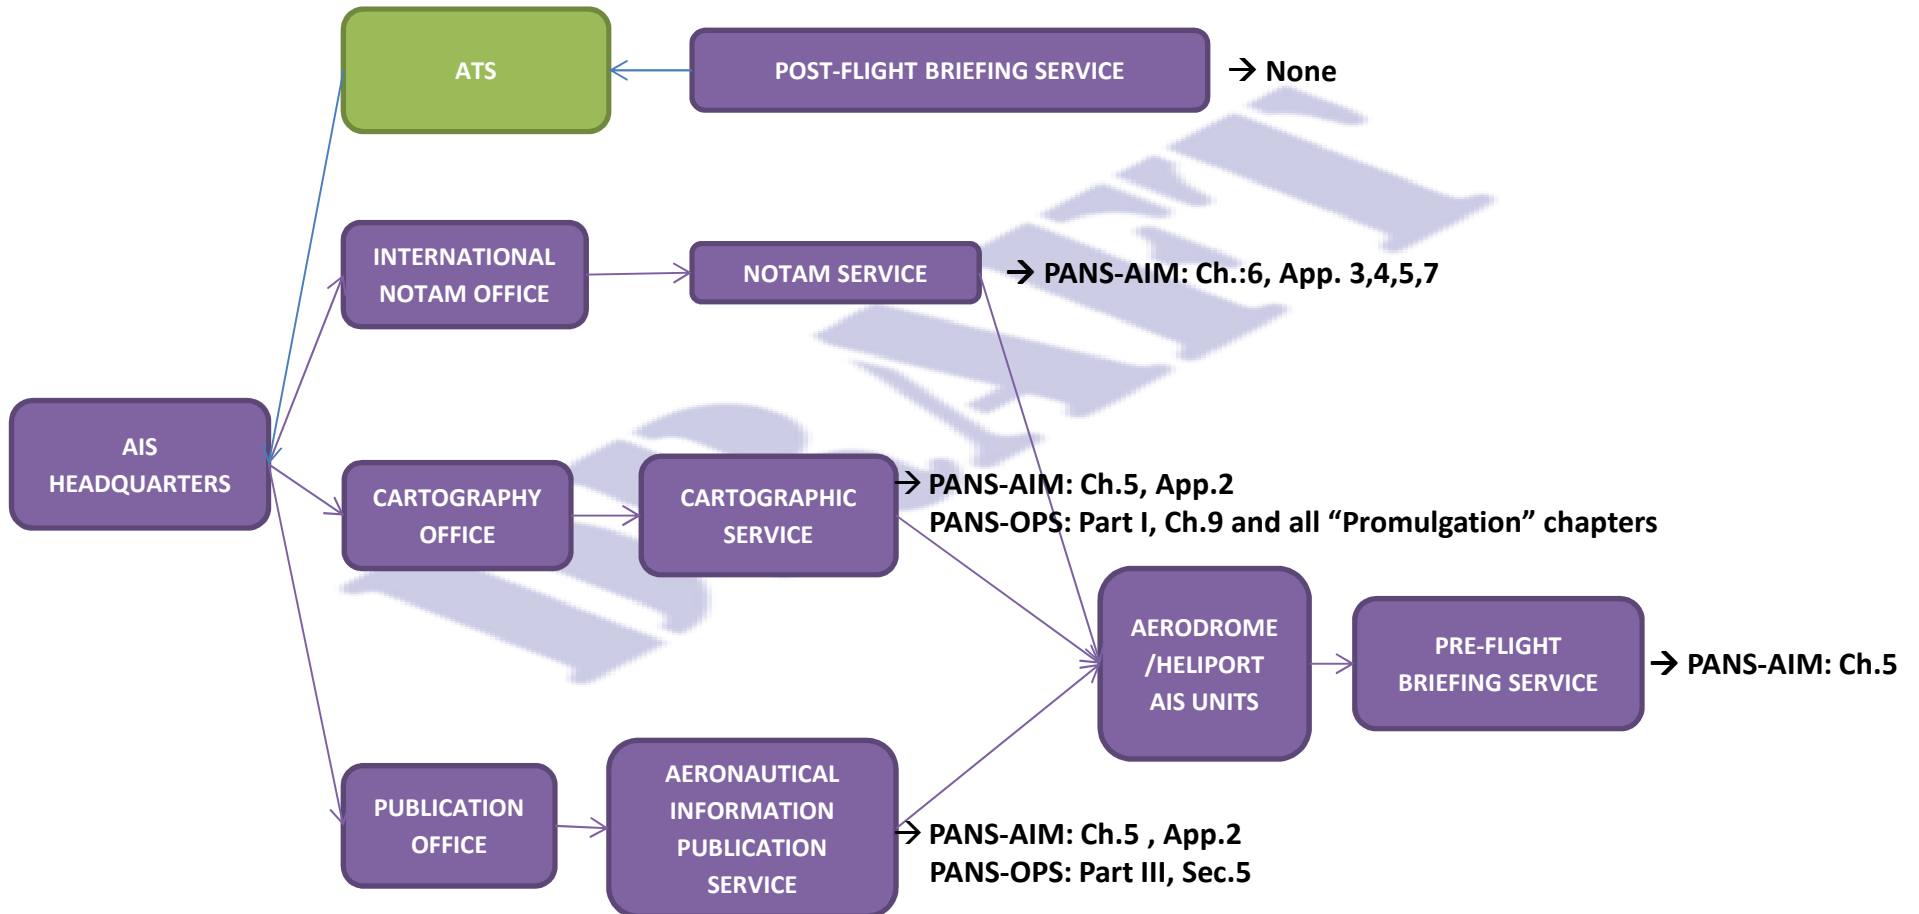 ATS
POST-FLIGHT BRIEFING SERVICE
→ None
INTERNATIONAL
NOTAM OFFICE
NOTAM SERVICE
→ PANS-AIM: Ch.:6, App. 3,4,5,7
AIS
HEADQUARTERS
CARTOGRAPHY
OFFICE
CARTOGRAPHIC
SERVICE
→ PANS-AIM: Ch.5, App.2
PANS-OPS: Part I, Ch.9 and all “Promulgation” chapters
AERODROME
/HELIPORT
AIS UNITS
PRE-FLIGHT
BRIEFING SERVICE
→ PANS-AIM: Ch.5
PUBLICATION
OFFICE
AERONAUTICAL
INFORMATION
PUBLICATION
SERVICE
→ PANS-AIM: Ch.5 , App.2
PANS-OPS: Part III, Sec.5